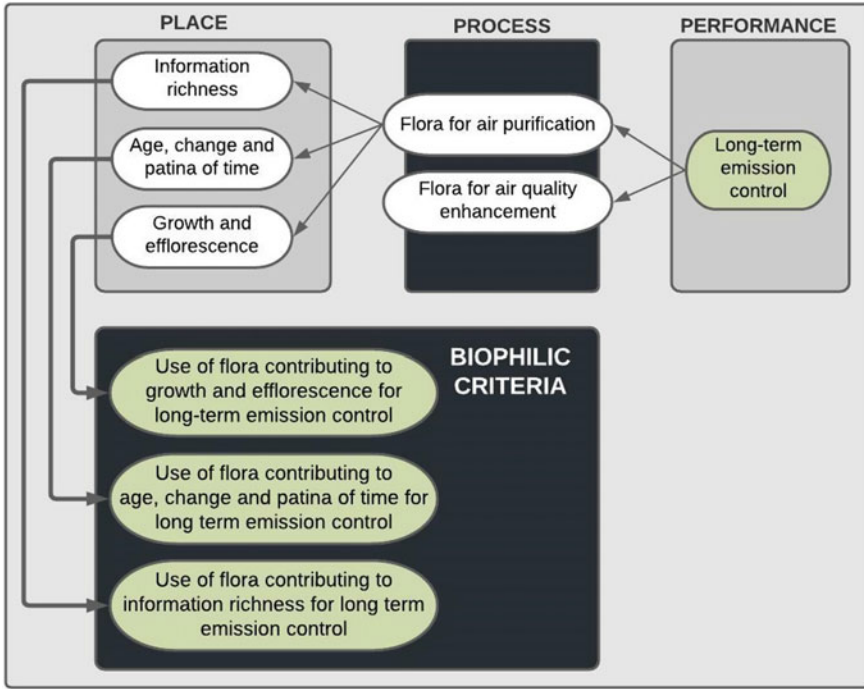 PLACE
PROCESS
PERFORMANCE
Information
richness
Age, change and
patina of time
Growth and
efflorescence
Flora for air purification
Flora for air quality
enhancement
Long-term
emission
control
BIOPHILIC
CRITERIA
Use of flora contributing to
growth and efflorescence for
long-term emission control
Use of flora contributing to
age, change and patina of time for
long term emission control
Use of flora contributing to
information richness for long term
emission control